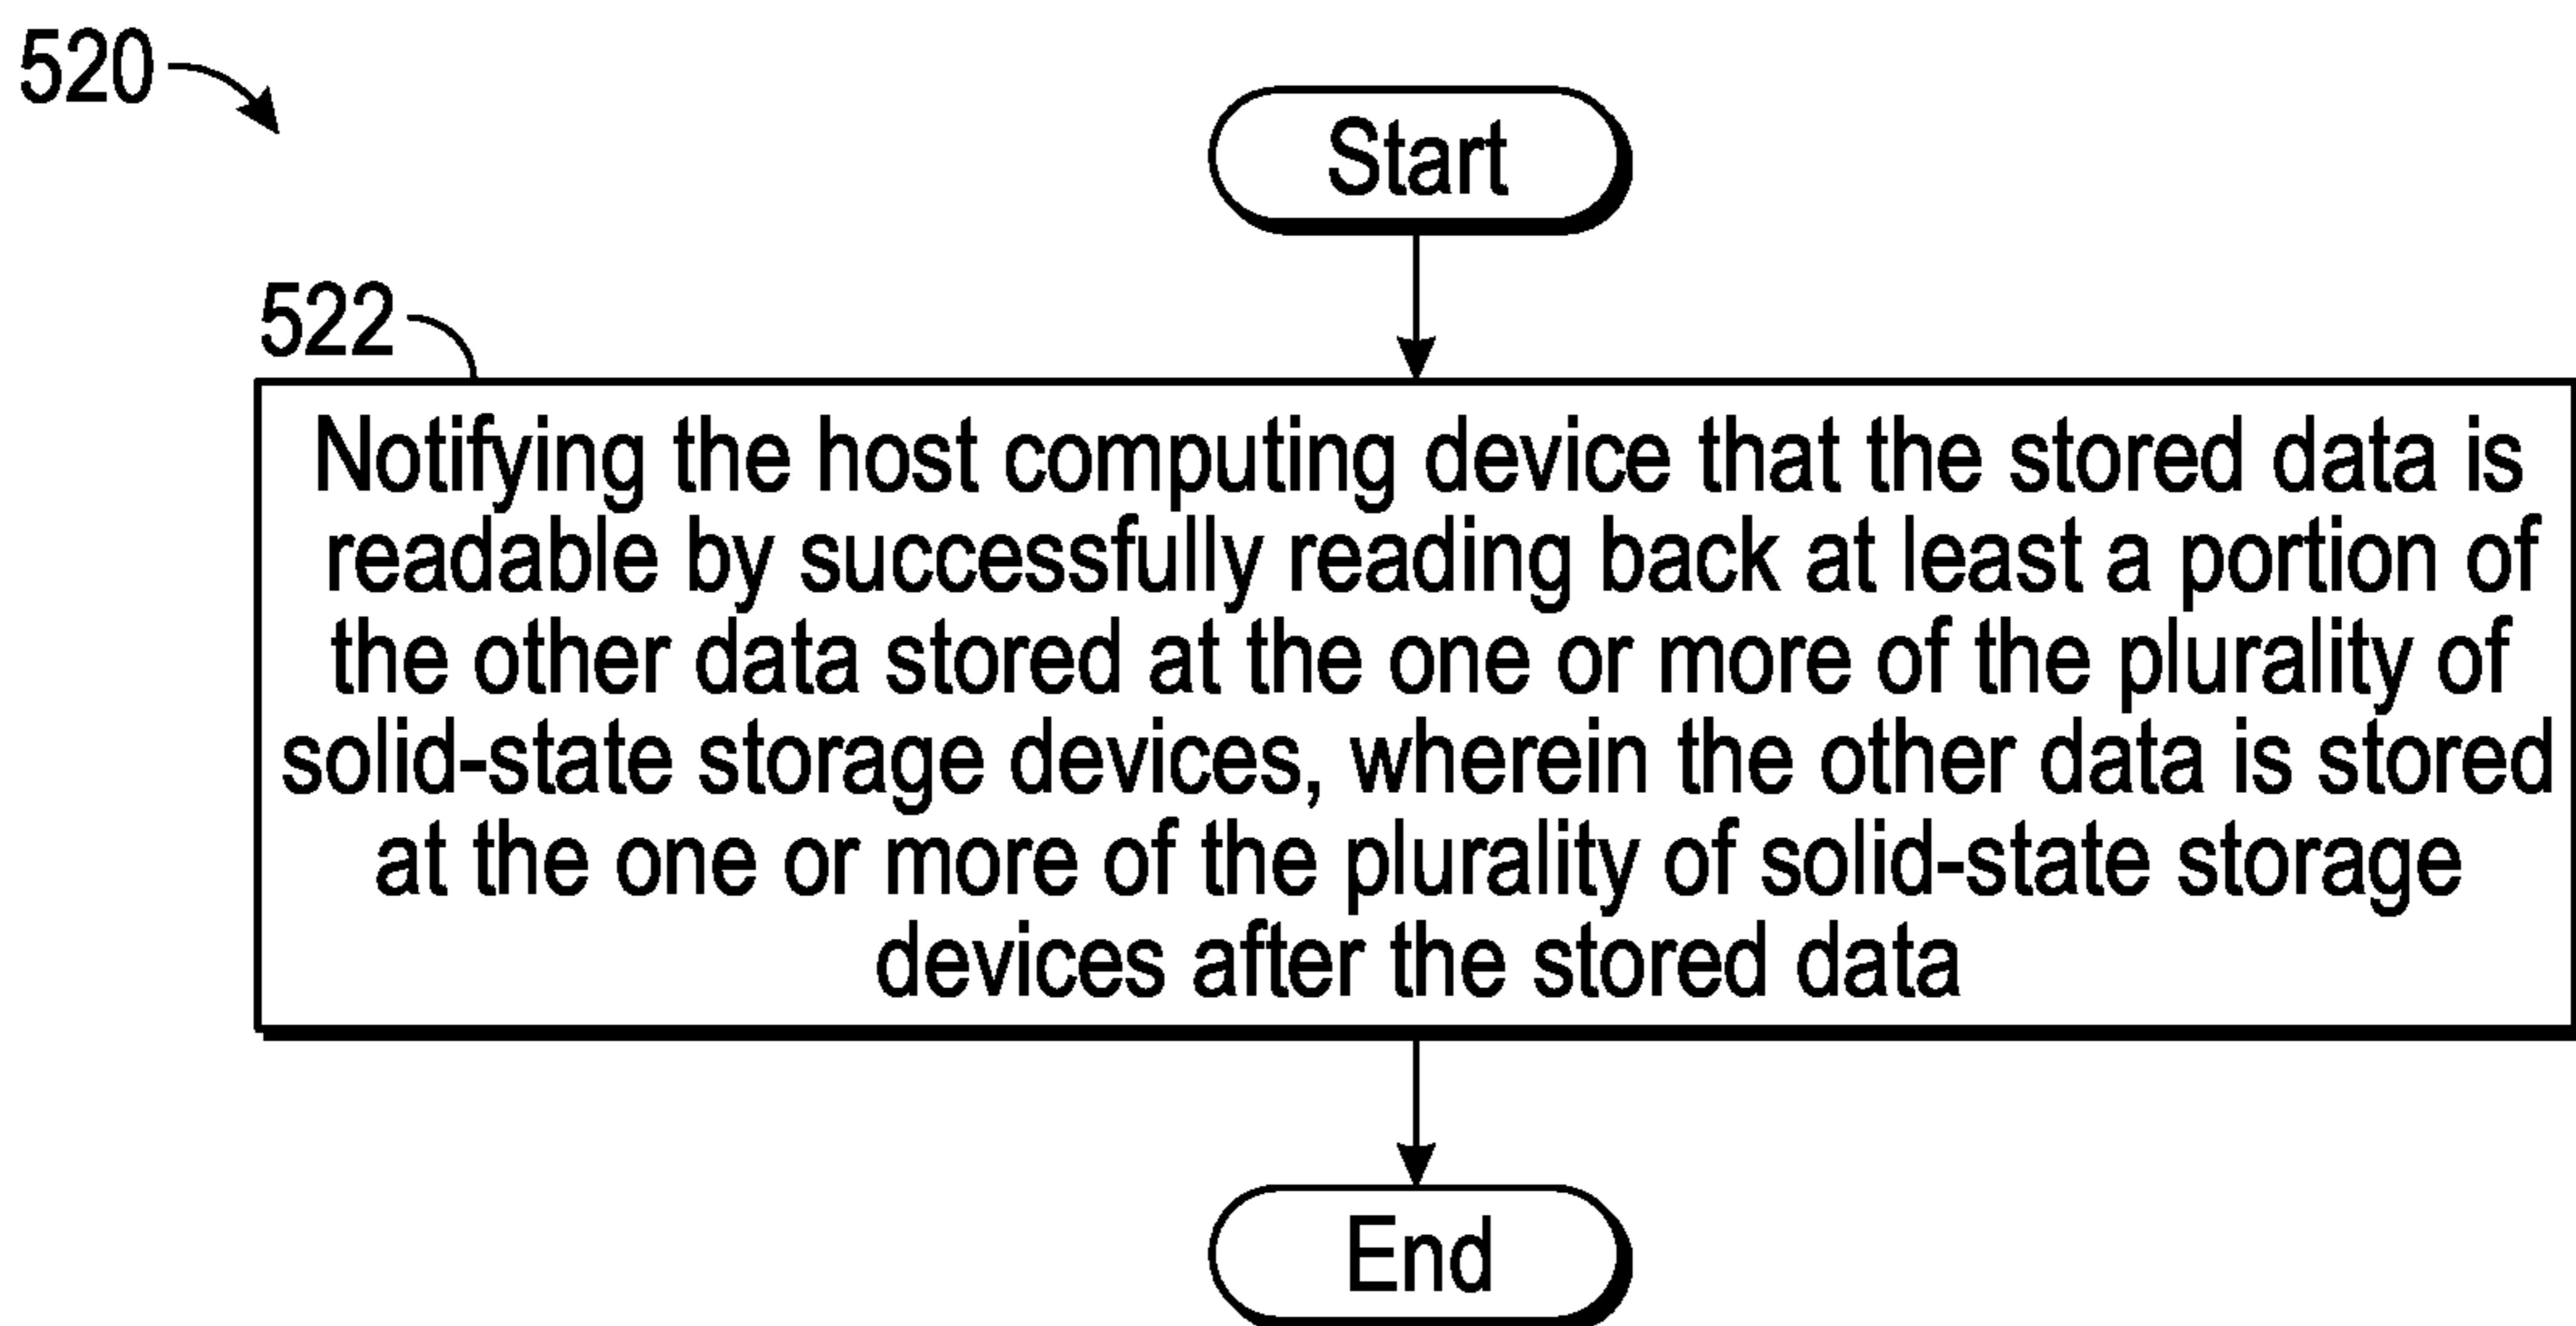 520
Start
522
Notifying the host computing device that the stored data is
readable by successfully reading back at least a portion of
the other data stored at the one or more of the plurality of
solid-state storage devices, wherein the other data is stored
at the one or more of the plurality of solid-state storage
devices after the stored data
End